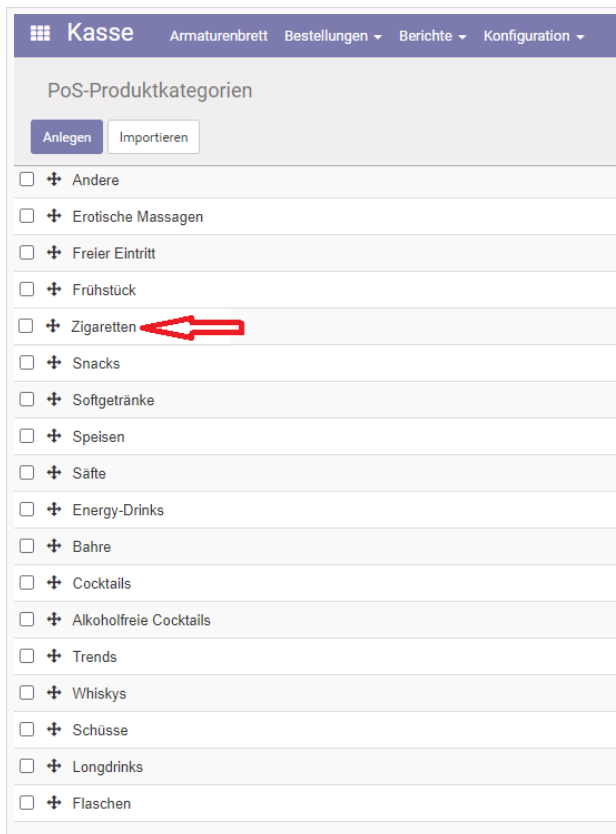 Kasse Armaturenbrett Bestellungen Berichte Konfiguration
PoS-Produktkategorien
Anlegen Importieren
Andere
Erotische Massagen
Freier Eintritt
Frühstück
Zigaretten
Snacks
Softgetränke
Speisen
Säfte
Energy-Drinks
Bahre
Cocktails
Alkoholfreie Cocktails
Trends
Whiskys
Schüsse
Longdrinks
Flaschen